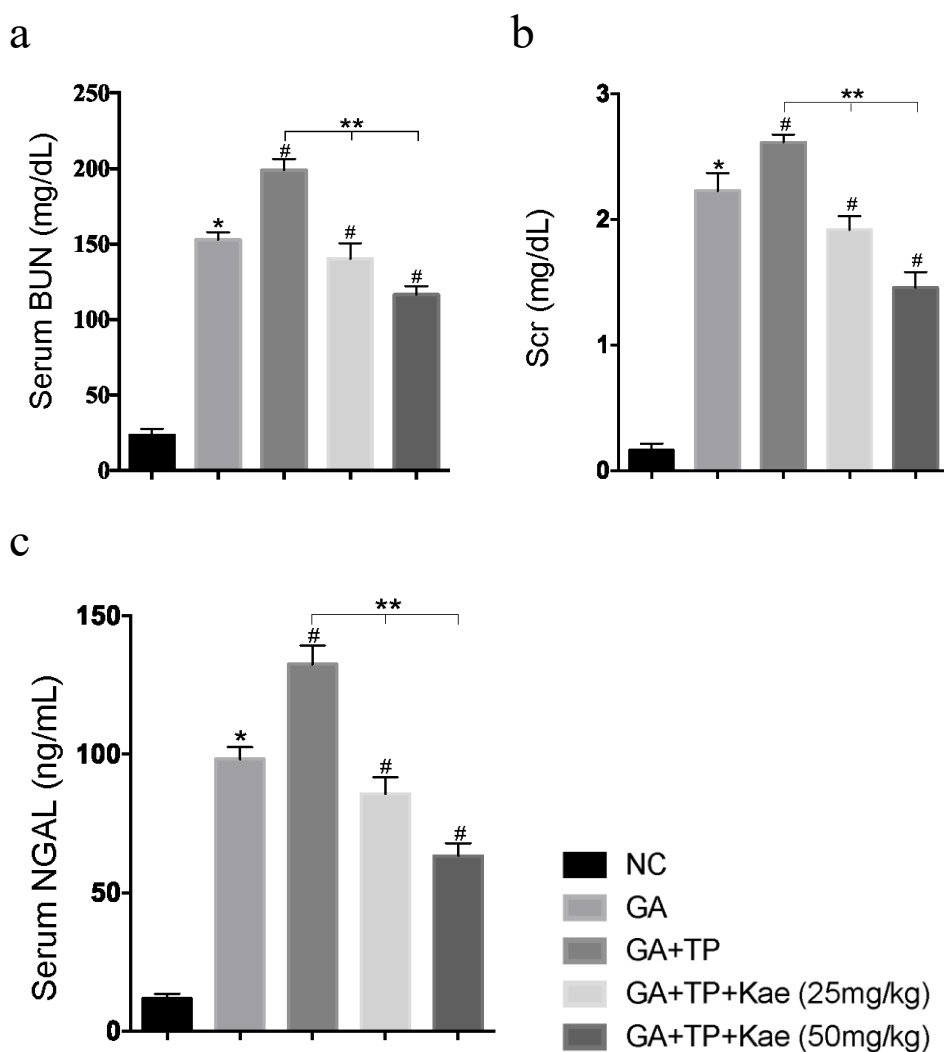 a
Serum BUN (mg/dL)
250
200
150
100
50
0
*
#
#
#
**
b
Scr (mg/dL)
3
2
1
0
*
#
#
#
**
c
Serum NGAL (ng/mL)
150
100
50
0
*
#
#
#
**
NC
GA
GA+TP
GA+TP+Kae (25mg/kg)
GA+TP+Kae (50mg/kg)